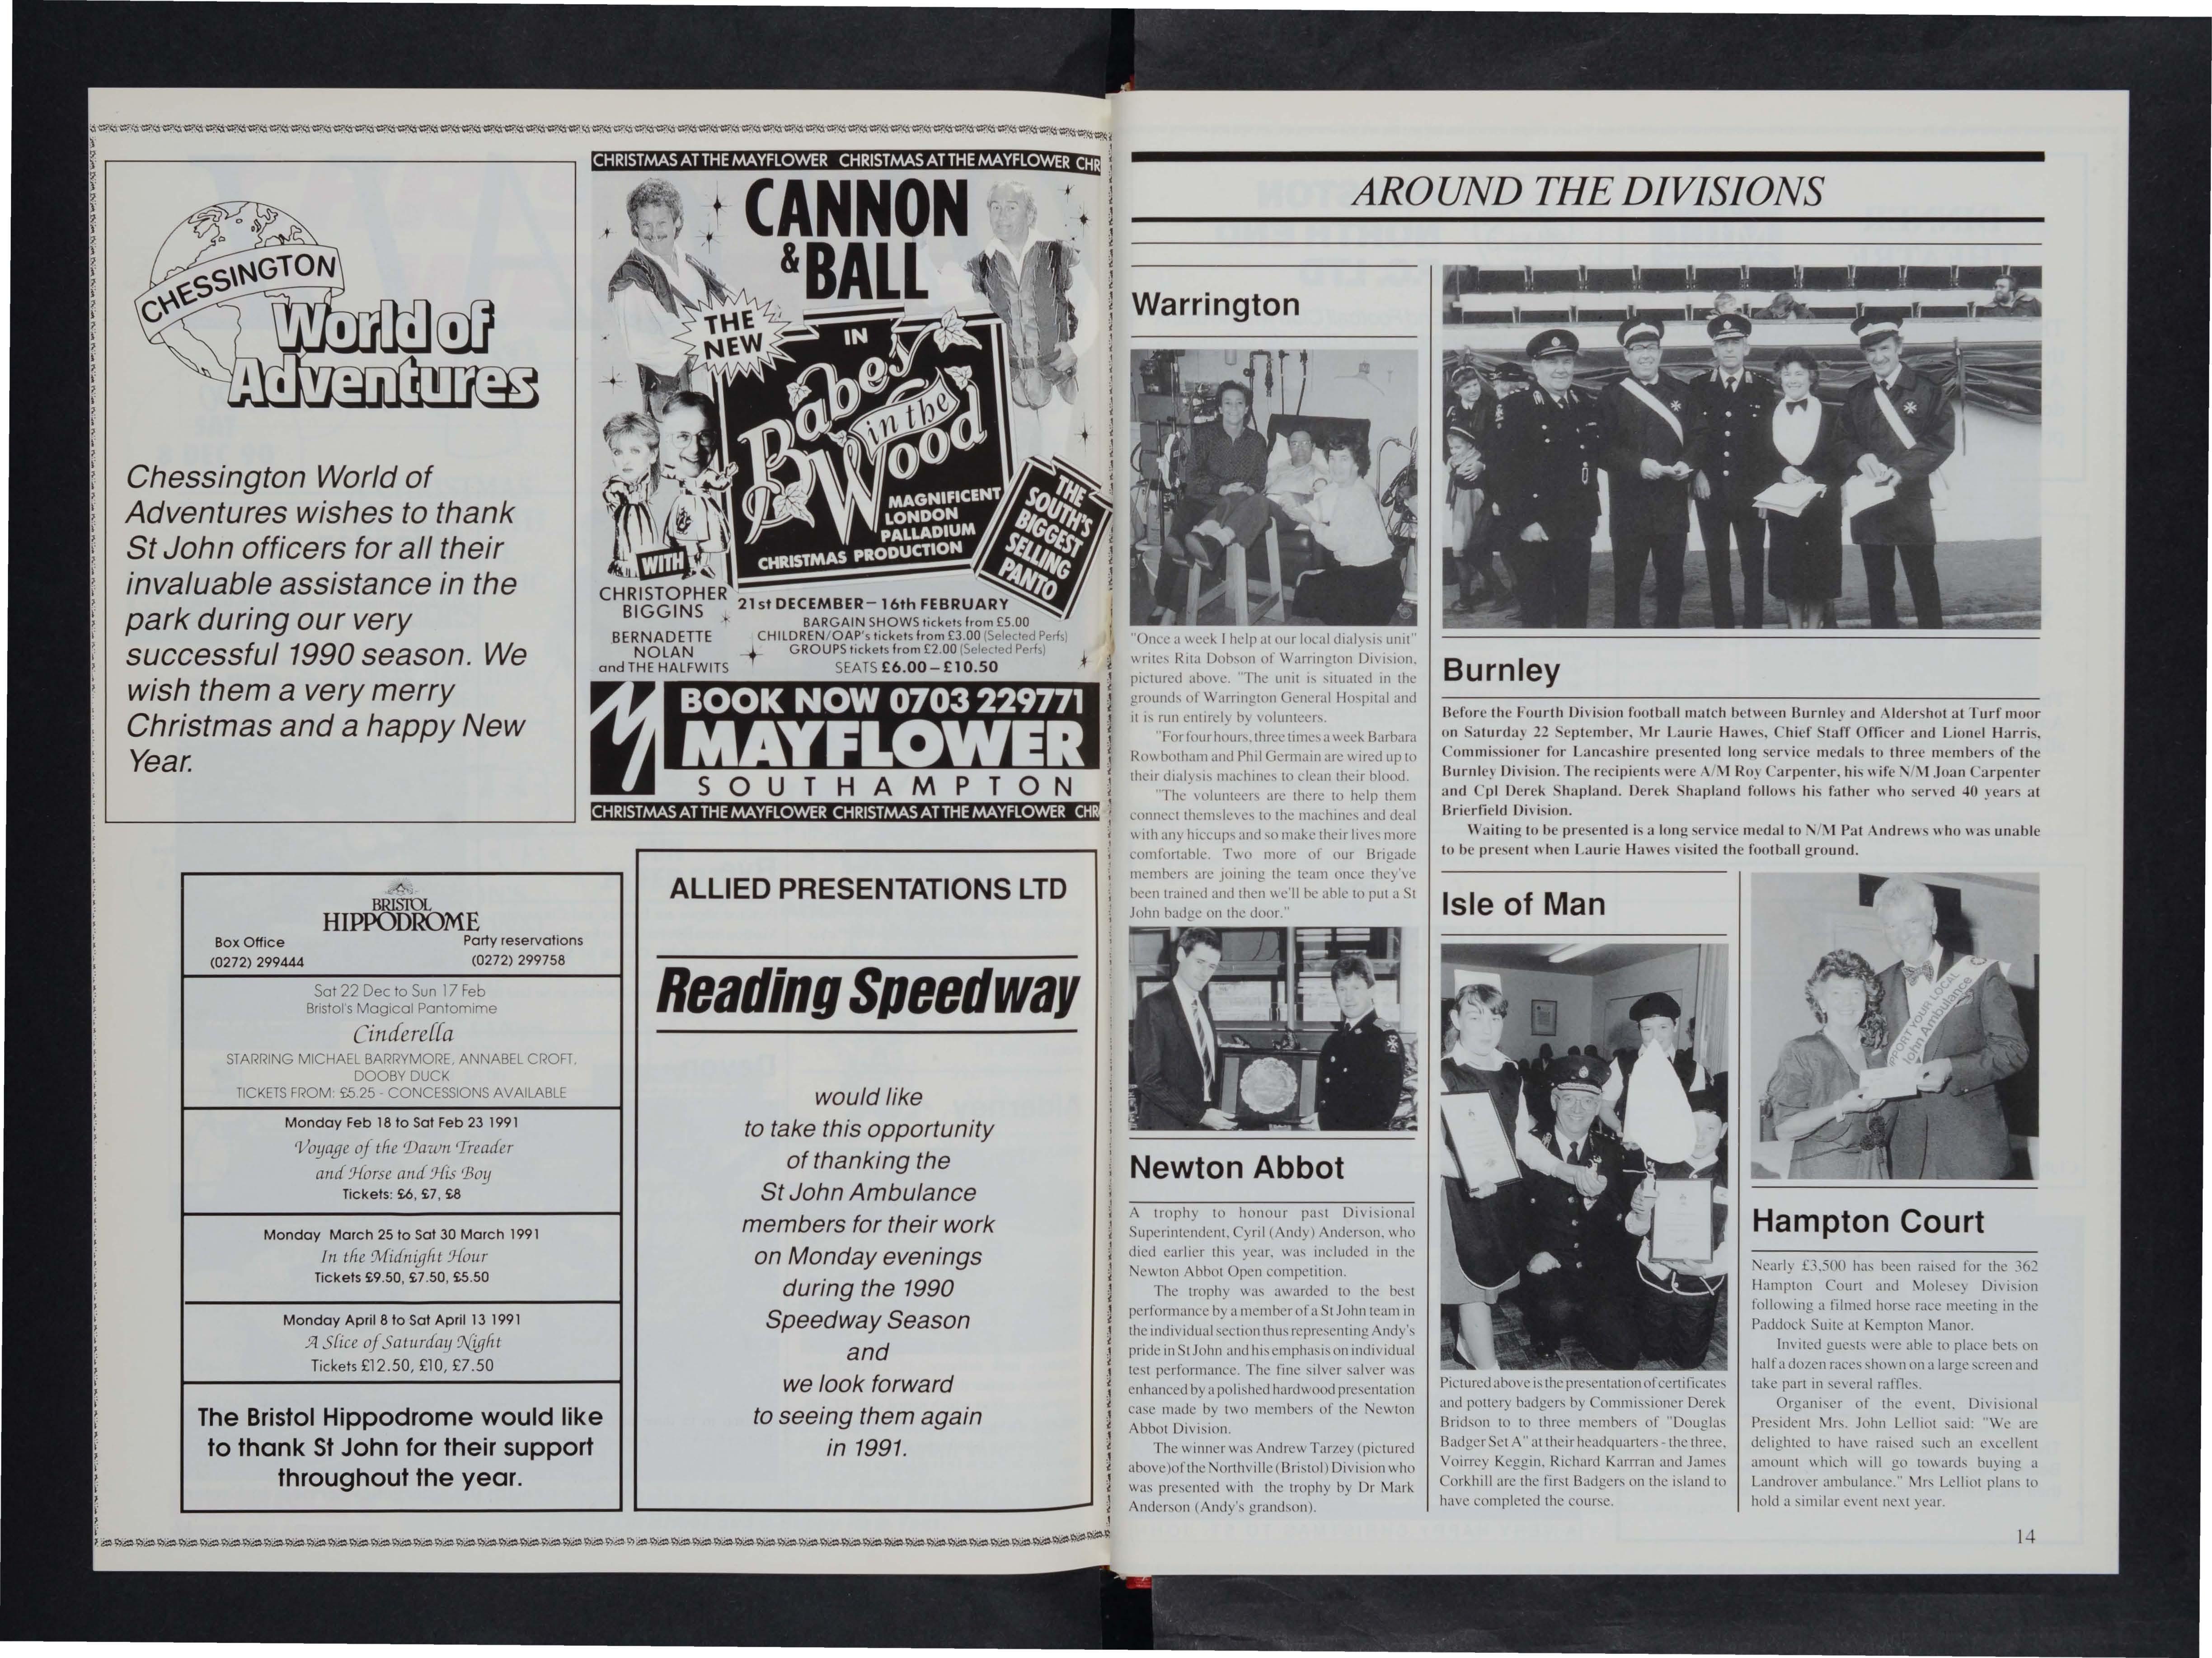 CHESSINGTON
World of
Adventures
Chessington World of
Adventures wishes to thank
St John officers for all their
invaluable assistance in the
park during our very
successful 1990 season. We
wish them a very merry
Christmas and a happy New
Year.
CHRISTMAS AT THE MAYFLOWER CHRISTMAS AT THE MAYFLOWER CHR
CANNON
& BALL
THE
NEW
IN
Babes
in the
Wood
MAGNIFICENT
LONDON
PALLADIUM
CHRISTMAS PRODUCTION
THE
SOUTH'S
BIGGEST
SELLING
PANTO
WITH
CHRISTOPHER
BIGGINS
BERNADETTE
NOLAN
and THE HALFWITS
21st DECEMBER – 16th FEBRUARY
BARGAIN SHOWS tickets from £5.00
CHILDREN/OAP's tickets from £3.00 (Selected Perfs)
GROUPS tickets from £2.00 (Selected Perfs)
SEATS £6.00 – £10.50
BOOK NOW 0703 229771
MAYFLOWER
SOUTHAMPTON
CHRISTMAS AT THE MAYFLOWER CHRISTMAS AT THE MAYFLOWER CHR
BRISTOL
HIPPODROME
Box Office
(0272) 299444
Party reservations
(0272) 299758
Sat 22 Dec to Sun 17 Feb
Bristol's Magical Pantomime
Cinderella
STARRING MICHAEL BARRYMORE, ANNABEL CROFT,
DOOBY DUCK
TICKETS FROM: £5.25 - CONCESSIONS AVAILABLE
Monday Feb 18 to Sat Feb 23 1991
Voyage of the Dawn Treader
and Horse and His Boy
Tickets: £6, £7, £8
Monday March 25 to Sat 30 March 1991
In the Midnight Hour
Tickets £9.50, £7.50, £5.50
Monday April 8 to Sat April 13 1991
A Slice of Saturday Night
Tickets £12.50, £10, £7.50
The Bristol Hippodrome would like
to thank St John for their support
throughout the year.
ALLIED PRESENTATIONS LTD
Reading Speedway
would like
to take this opportunity
of thanking the
St John Ambulance
members for their work
on Monday evenings
during the 1990
Speedway Season
and
we look forward
to seeing them again
in 1991.
AROUND THE DIVISIONS
Warrington
"Once a week I help at our local dialysis unit"
writes Rita Dobson of Warrington Division,
pictured above. "The unit is situated in the
grounds of Warrington General Hospital and
it is run entirely by volunteers.
"For four hours, three times a week Barbara
Rowbotham and Phil Germain are wired up to
their dialysis machines to clean their blood.
"The volunteers are there to help them
connect themsleves to the machines and deal
with any hiccups and so make their lives more
comfortable. Two more of our Brigade
members are joining the team once they've
been trained and then we'll be able to put a St
John badge on the door."
Newton Abbot
A trophy to honour past Divisional
Superintendent, Cyril (Andy) Anderson, who
died earlier this year, was included in the
Newton Abbot Open competition.
The trophy was awarded to the best
performance by a member of a St John team in
the individual section thus representing Andy's
pride in St John and his emphasis on individual
test performance. The fine silver salver was
enhanced by a polished hardwood presentation
case made by two members of the Newton
Abbot Division.
The winner was Andrew Tarzey (pictured
above)of the Northville (Bristol) Division who
was presented with the trophy by Dr Mark
Anderson (Andy's grandson).
Burnley
Before the Fourth Division football match between Burnley and Aldershot at Turf moor
on Saturday 22 September, Mr Laurie Hawes, Chief Staff Officer and Lionel Harris,
Commissioner for Lancashire presented long service medals to three members of the
Burnley Division. The recipients were A/M Roy Carpenter, his wife N/M Joan Carpenter
and Cpl Derek Shapland. Derek Shapland follows his father who served 40 years at
Brierfield Division.
Waiting to be presented is a long service medal to N/M Pat Andrews who was unable
to be present when Laurie Hawes visited the football ground.
Isle of Man
Pictured above is the presentation of certificates
and pottery badgers by Commissioner Derek
Bridson to to three members of "Douglas
Badger Set A" at their headquarters - the three,
Voirrey Keggin, Richard Karrran and James
Corkhill are the first Badgers on the island to
have completed the course.
PPORT YOUR LOCAL
John Ambulance
Hampton Court
Nearly £3,500 has been raised for the 362
Hampton Court and Molesey Division
following a filmed horse race meeting in the
Paddock Suite at Kempton Manor.
Invited guests were able to place bets on
half a dozen races shown on a large screen and
take part in several raffles.
Organiser of the event, Divisional
President Mrs. John Lelliot said: "We are
delighted to have raised such an excellent
amount which will go towards buying a
Landrover ambulance." Mrs Lelliot plans to
hold a similar event next year.
14